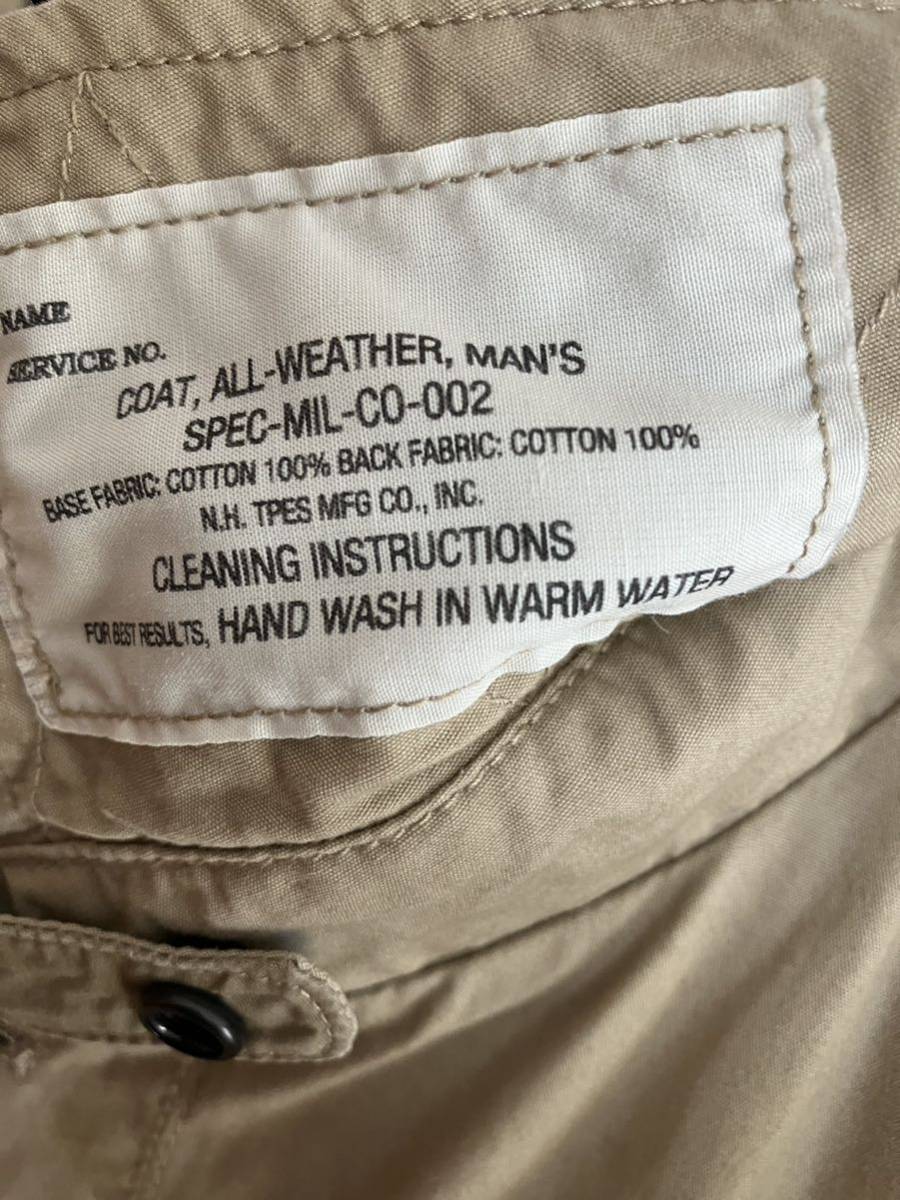 NAME
SERVICE NO.
COAT, ALL-WEATHER, MAN'S
SPEC-MIL-CO-002
BASE FABRIC: COTTON 100% BACK FABRIC: COTTON 100%
N.H. TPES MFG CO., INC.
CLEANING INSTRUCTIONS
FOR BEST RESULTS, HAND WASH IN WARM WATER